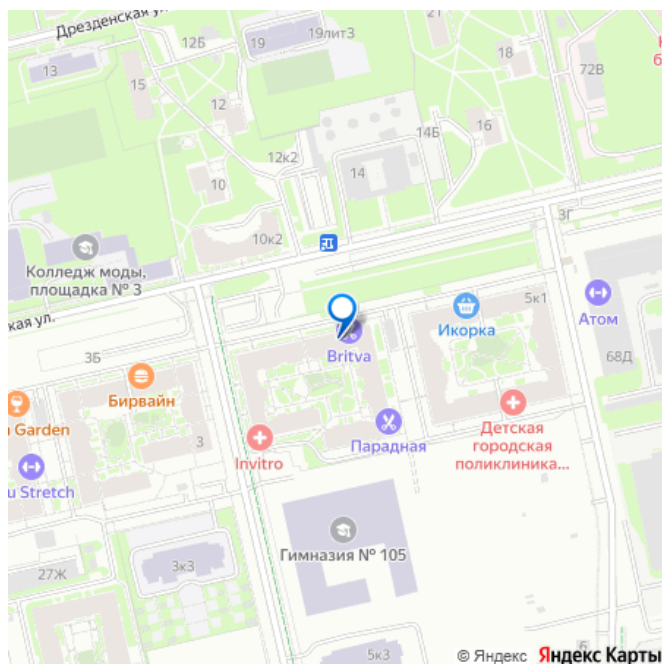 Дрезденская у
21
12Б
19
19лит3
13
18
15
72В
К
б
12
14Б
16
12к2
14
10
3Г
10к2
Колледж моды,
площадка № 3
кая ул.
5к1
Икорка
Атом
3Б
Britva
68Д
Бирвайн
n Garden
Детская
городская
поликлиника...
Парадная
3
Invitro
u Stretch
Гимназия № 105
27Ж
3к3
5к3
© Яндекс Яндекс Карты